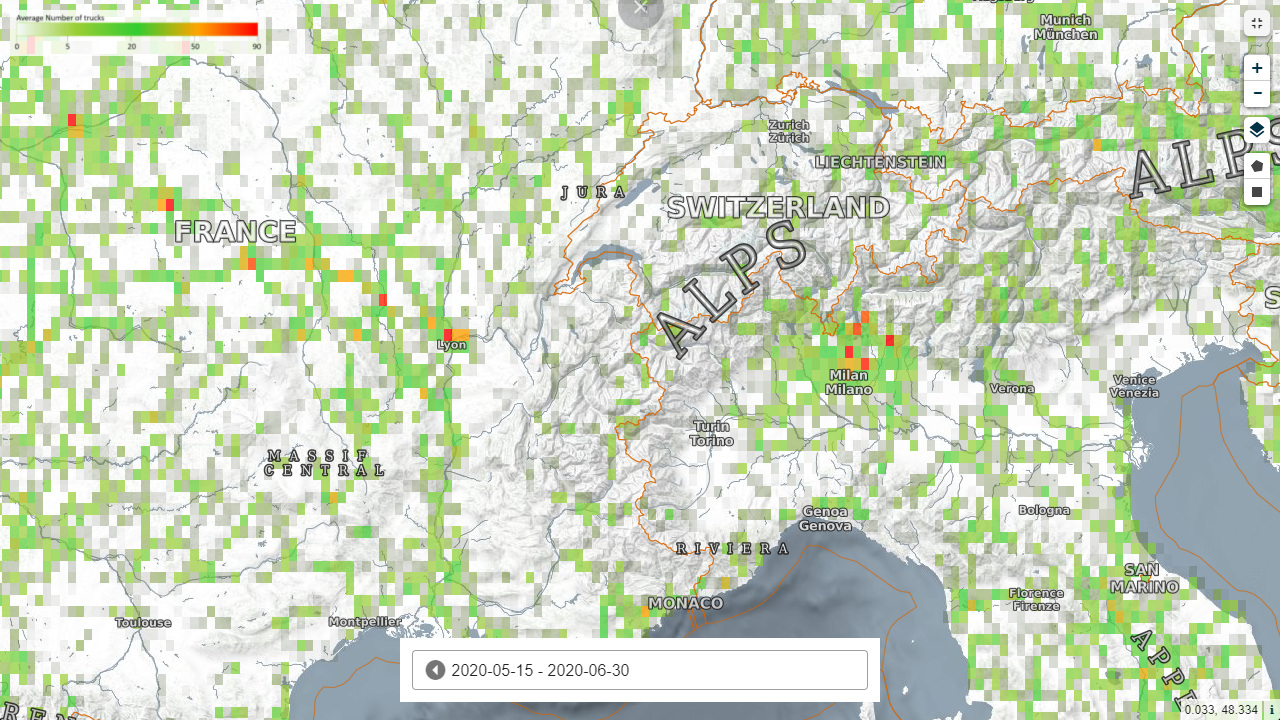 Average Number of trucks
0 5 20 50 90
Munich
München
+
−
Zurich
Zürich
LIECHTENSTEIN
ALPS
JURA
SWITZERLAND
FRANCE
ALPS
Lyon
Milan
Milano
Verona
Venice
Venezia
Turin
Torino
MASSIF
CENTRAL
Genoa
Genova
Bologna
RIVIERA
SAN
MARINO
MONACO
Florence
Firenze
Toulouse
Montpellier
2020-05-15 - 2020-06-30
0.033, 48.334 i